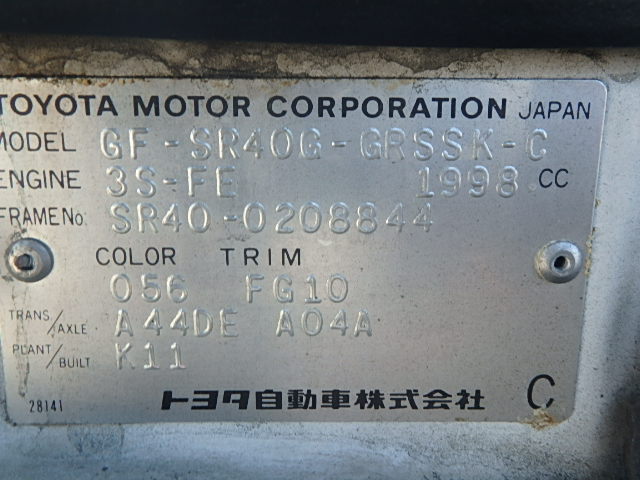 TOYOTA MOTOR CORPORATION JAPAN
MODEL GF-SR40G-GRSSK-C
ENGINE 3S-FE 1998 CC
FRAME No. SR40-0208844
COLOR TRIM
056 FG10
TRANS/AXLE A44DE A04A
PLANT/BUILT K11
28141 トヨタ自動車株式会社 C